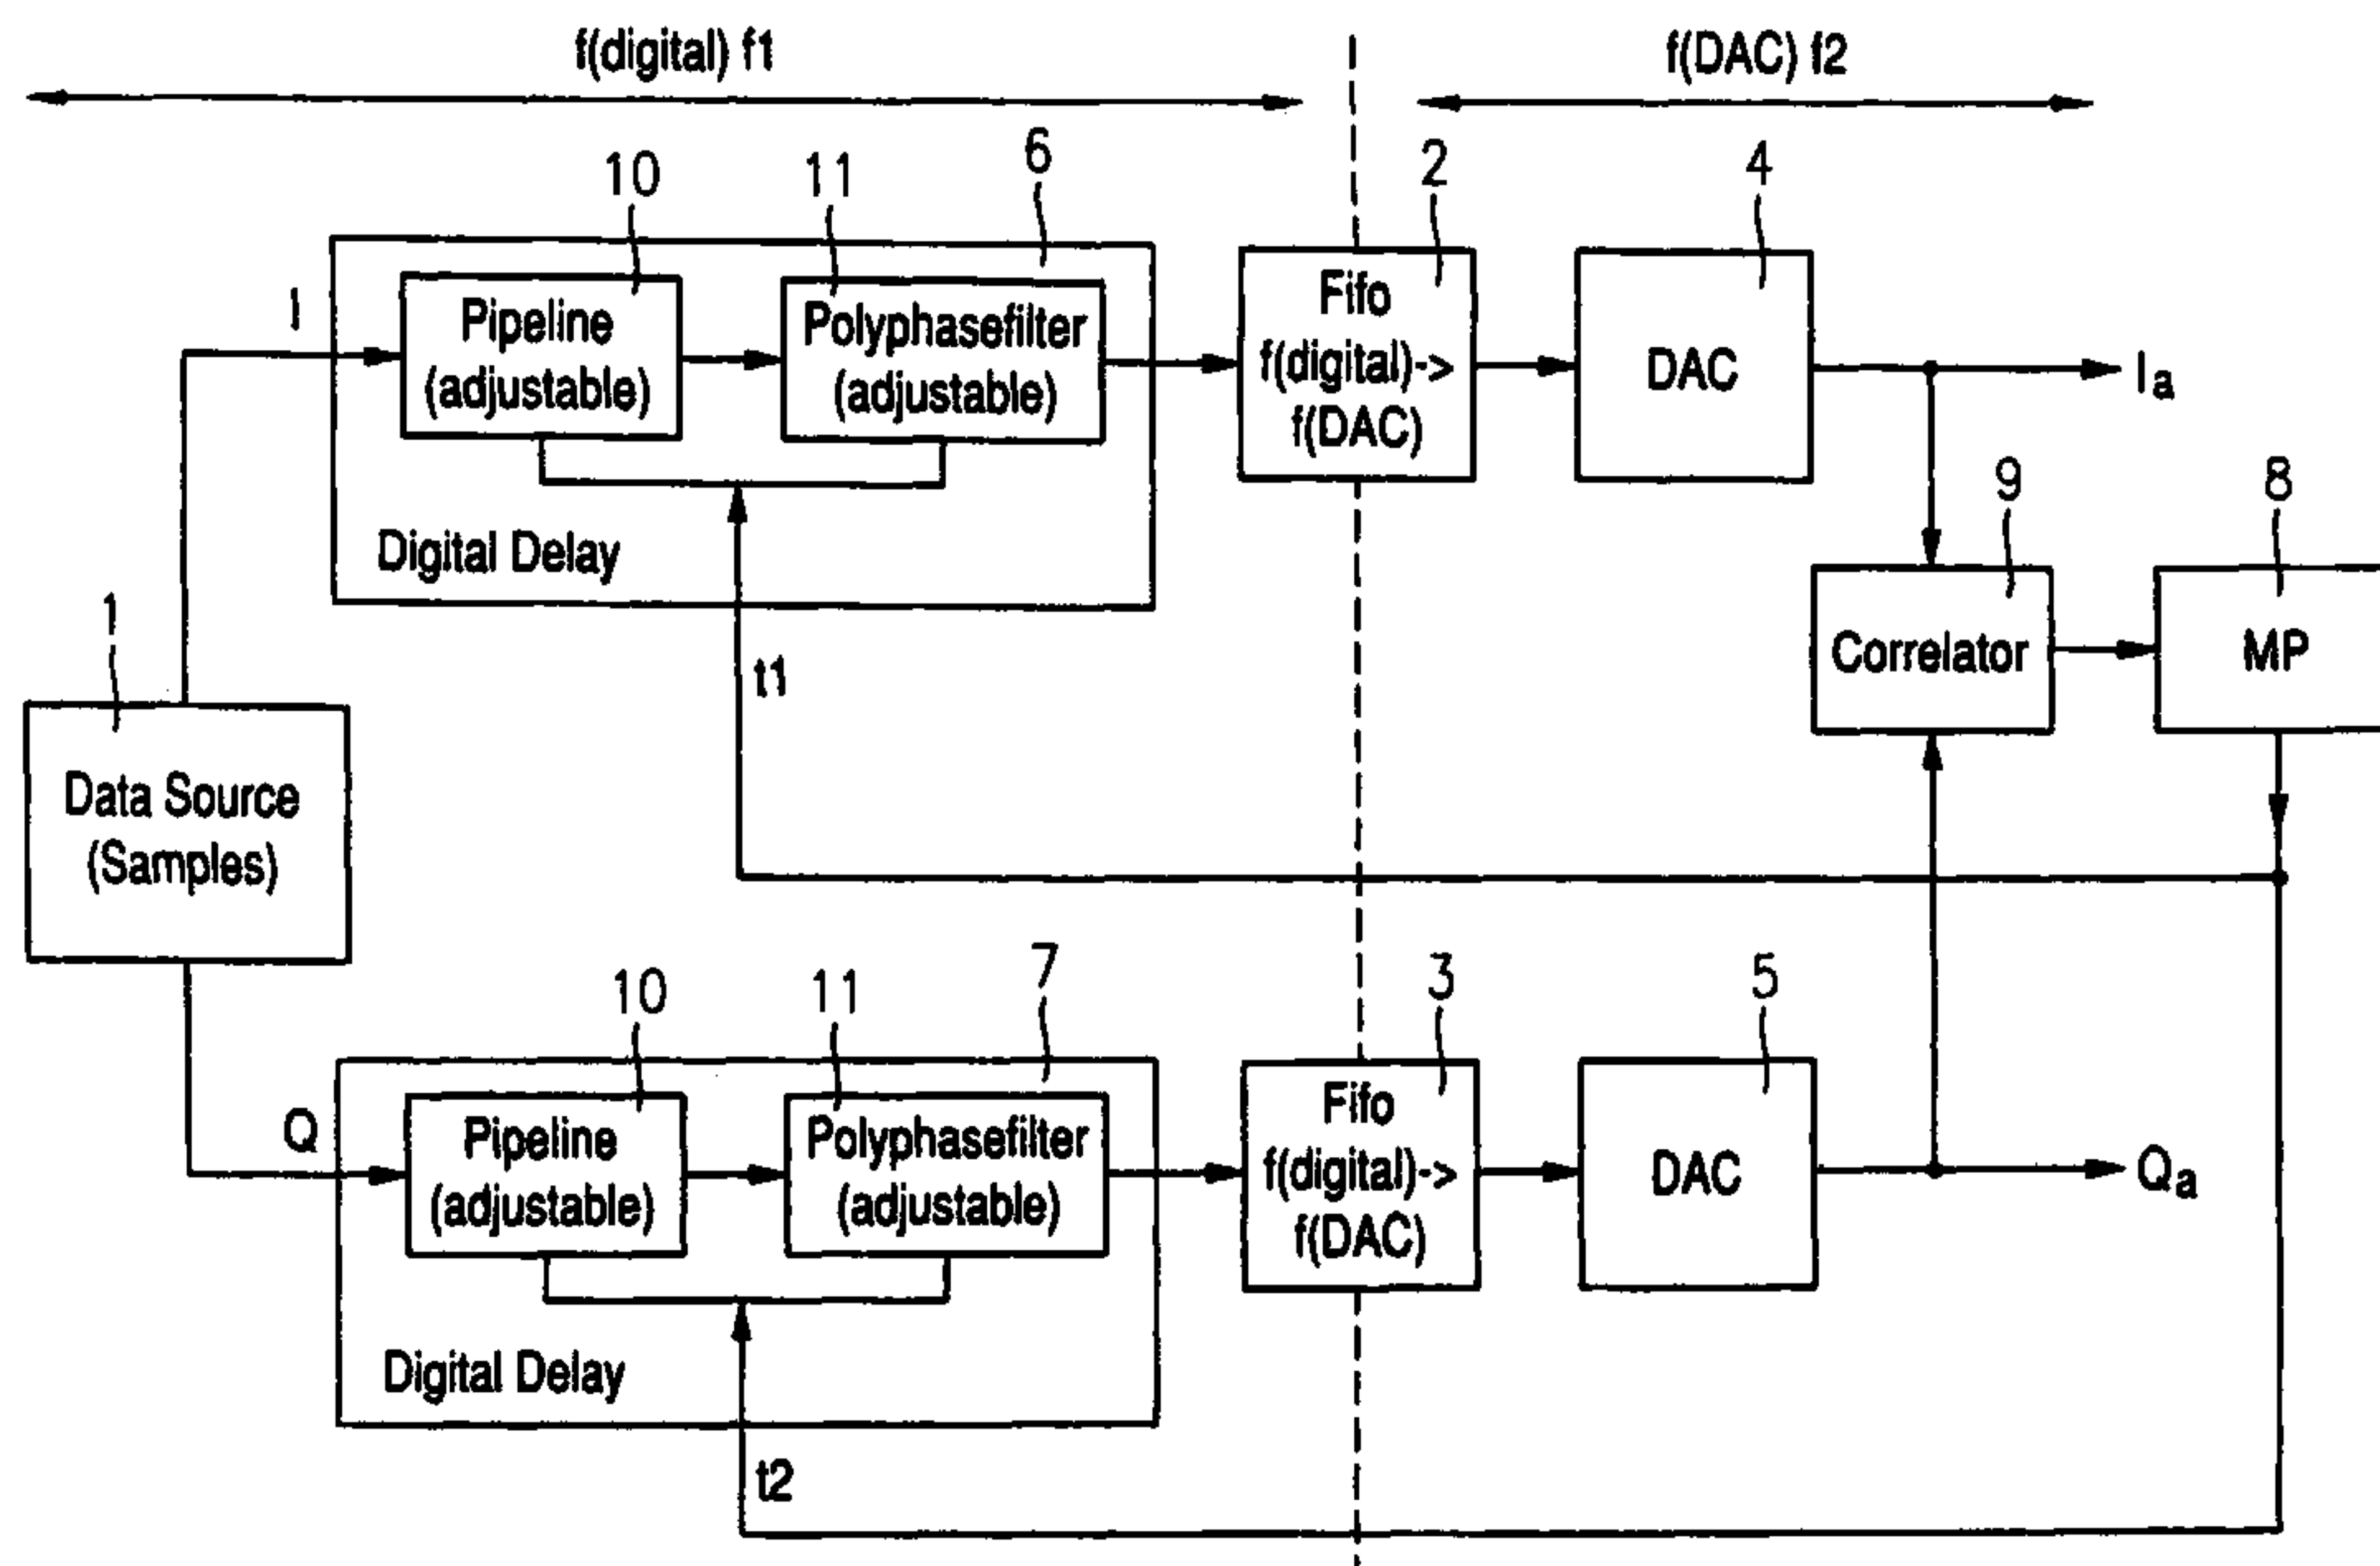 f(digital) f1
f(DAC) f2
10
11
6
2
4
I
Pipeline
(adjustable)
Polyphasefilter
(adjustable)
Fifo
f(digital)->
f(DAC)
DAC
Ia
Digital Delay
9
8
Correlator
MP
t1
1
Data Source
(Samples)
10
11
7
3
5
Q
Pipeline
(adjustable)
Polyphasefilter
(adjustable)
Fifo
f(digital)->
f(DAC)
DAC
Qa
Digital Delay
t2